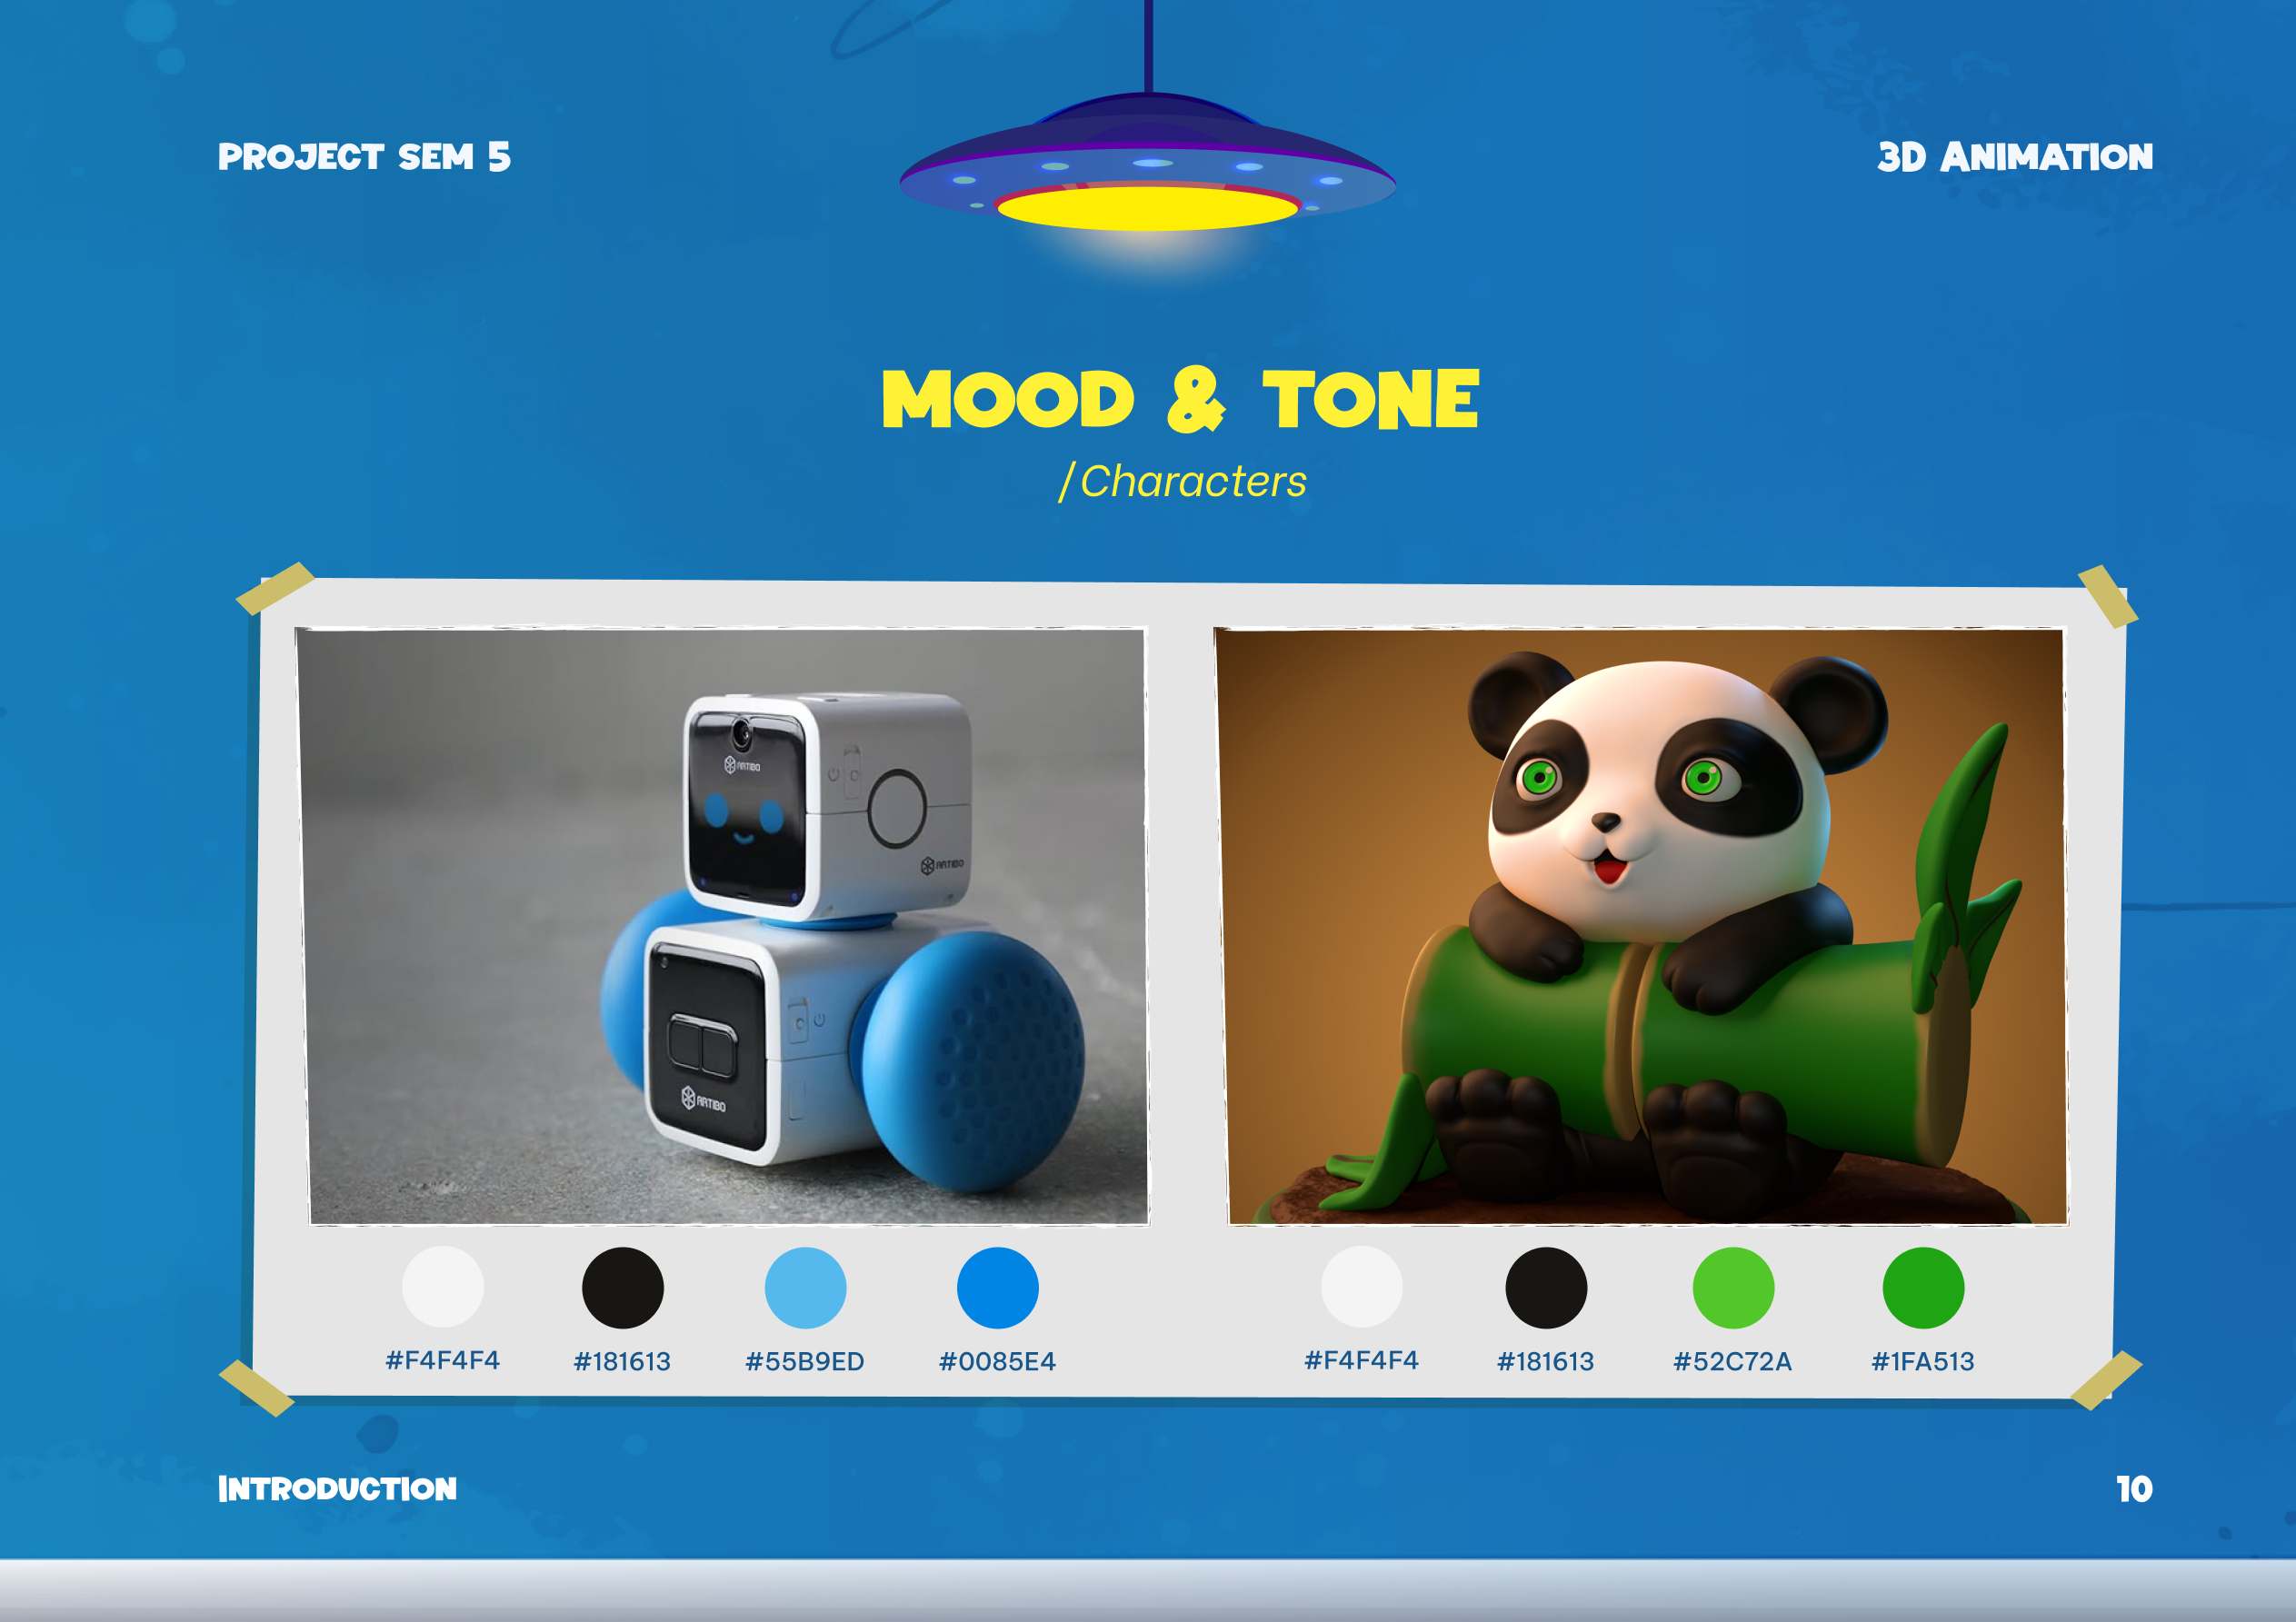 PROJECT SEM 5
3D ANIMATION
MOOD & TONE
/Characters
ARTIBO
ARTIBO
ARTIBO
#F4F4F4 #181613 #55B9ED #0085E4
#F4F4F4 #181613 #52C72A #1FA513
INTRODUCTION
10